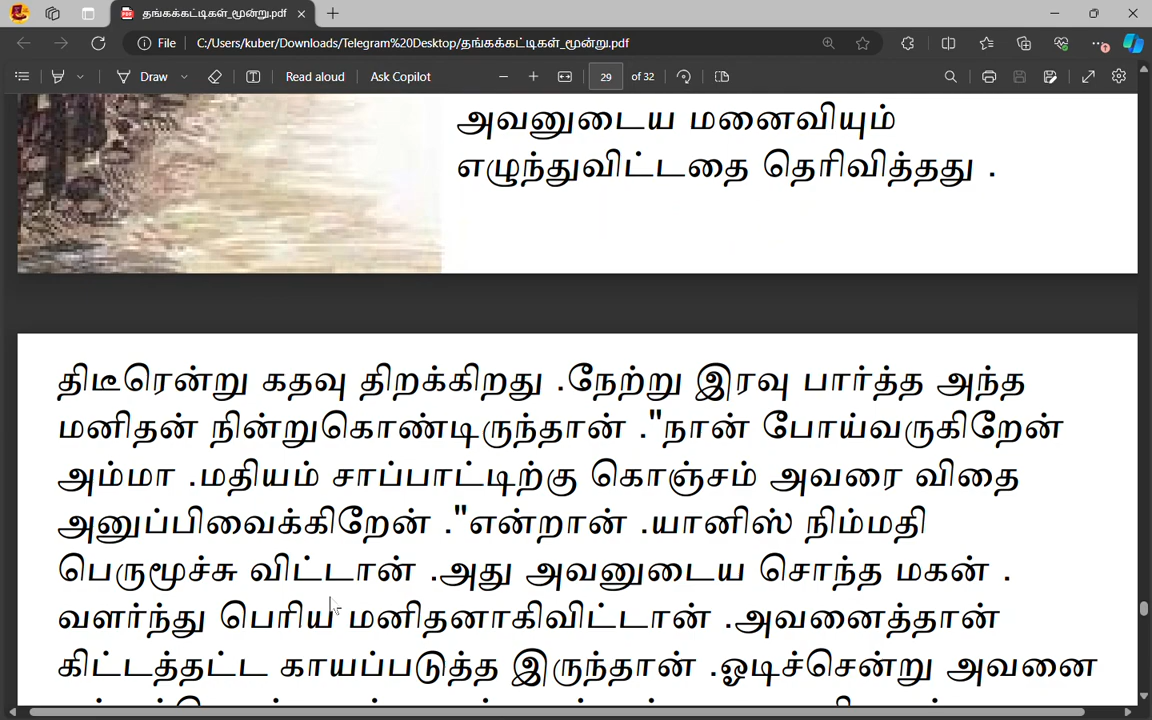 தங்கக்கட்டிகள்_மூன்று.pdf
File C:/Users/kuber/Downloads/Telegram%20Desktop/தங்கக்கட்டிகள்_மூன்று.pdf
Draw Read aloud Ask Copilot 29 of 32
அவனுடைய மனைவியும்
எழுந்துவிட்டதை தெரிவித்தது .
திடீரென்று கதவு திறக்கிறது .நேற்று இரவு பார்த்த அந்த
மனிதன் நின்றுகொண்டிருந்தான் ."நான் போய்வருகிறேன்
அம்மா .மதியம் சாப்பாட்டிற்கு கொஞ்சம் அவரை விதை
அனுப்பிவைக்கிறேன் ."என்றான் .யானிஸ் நிம்மதி
பெருமூச்சு விட்டான் .அது அவனுடைய சொந்த மகன் .
வளர்ந்து பெரிய மனிதனாகிவிட்டான் .அவனைத்தான்
கிட்டத்தட்ட காயப்படுத்த இருந்தான் .ஓடிச்சென்று அவனை